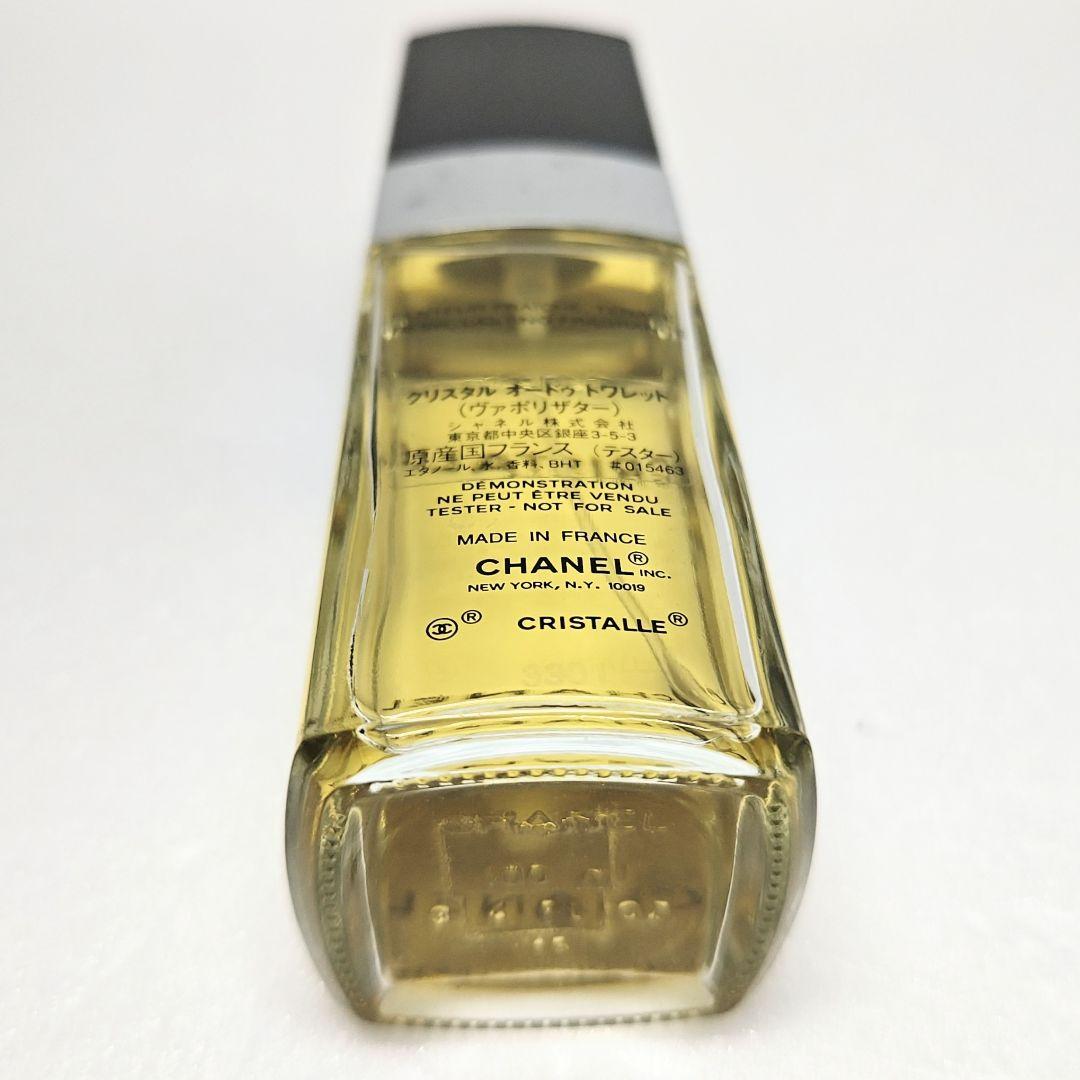 クリスタル オードゥ トワレット
(ヴァポリザター)
シャネル株式会社
東京都中央区銀座3-5-3
原産国フランス (テスター)
エタノール、水、香料、BHT #015463
DÉMONSTRATION
NE PEUT ÊTRE VENDU
TESTER - NOT FOR SALE
MADE IN FRANCE
CHANEL® INC.
NEW YORK, N.Y. 10019
® CRISTALLE®
CHANEL